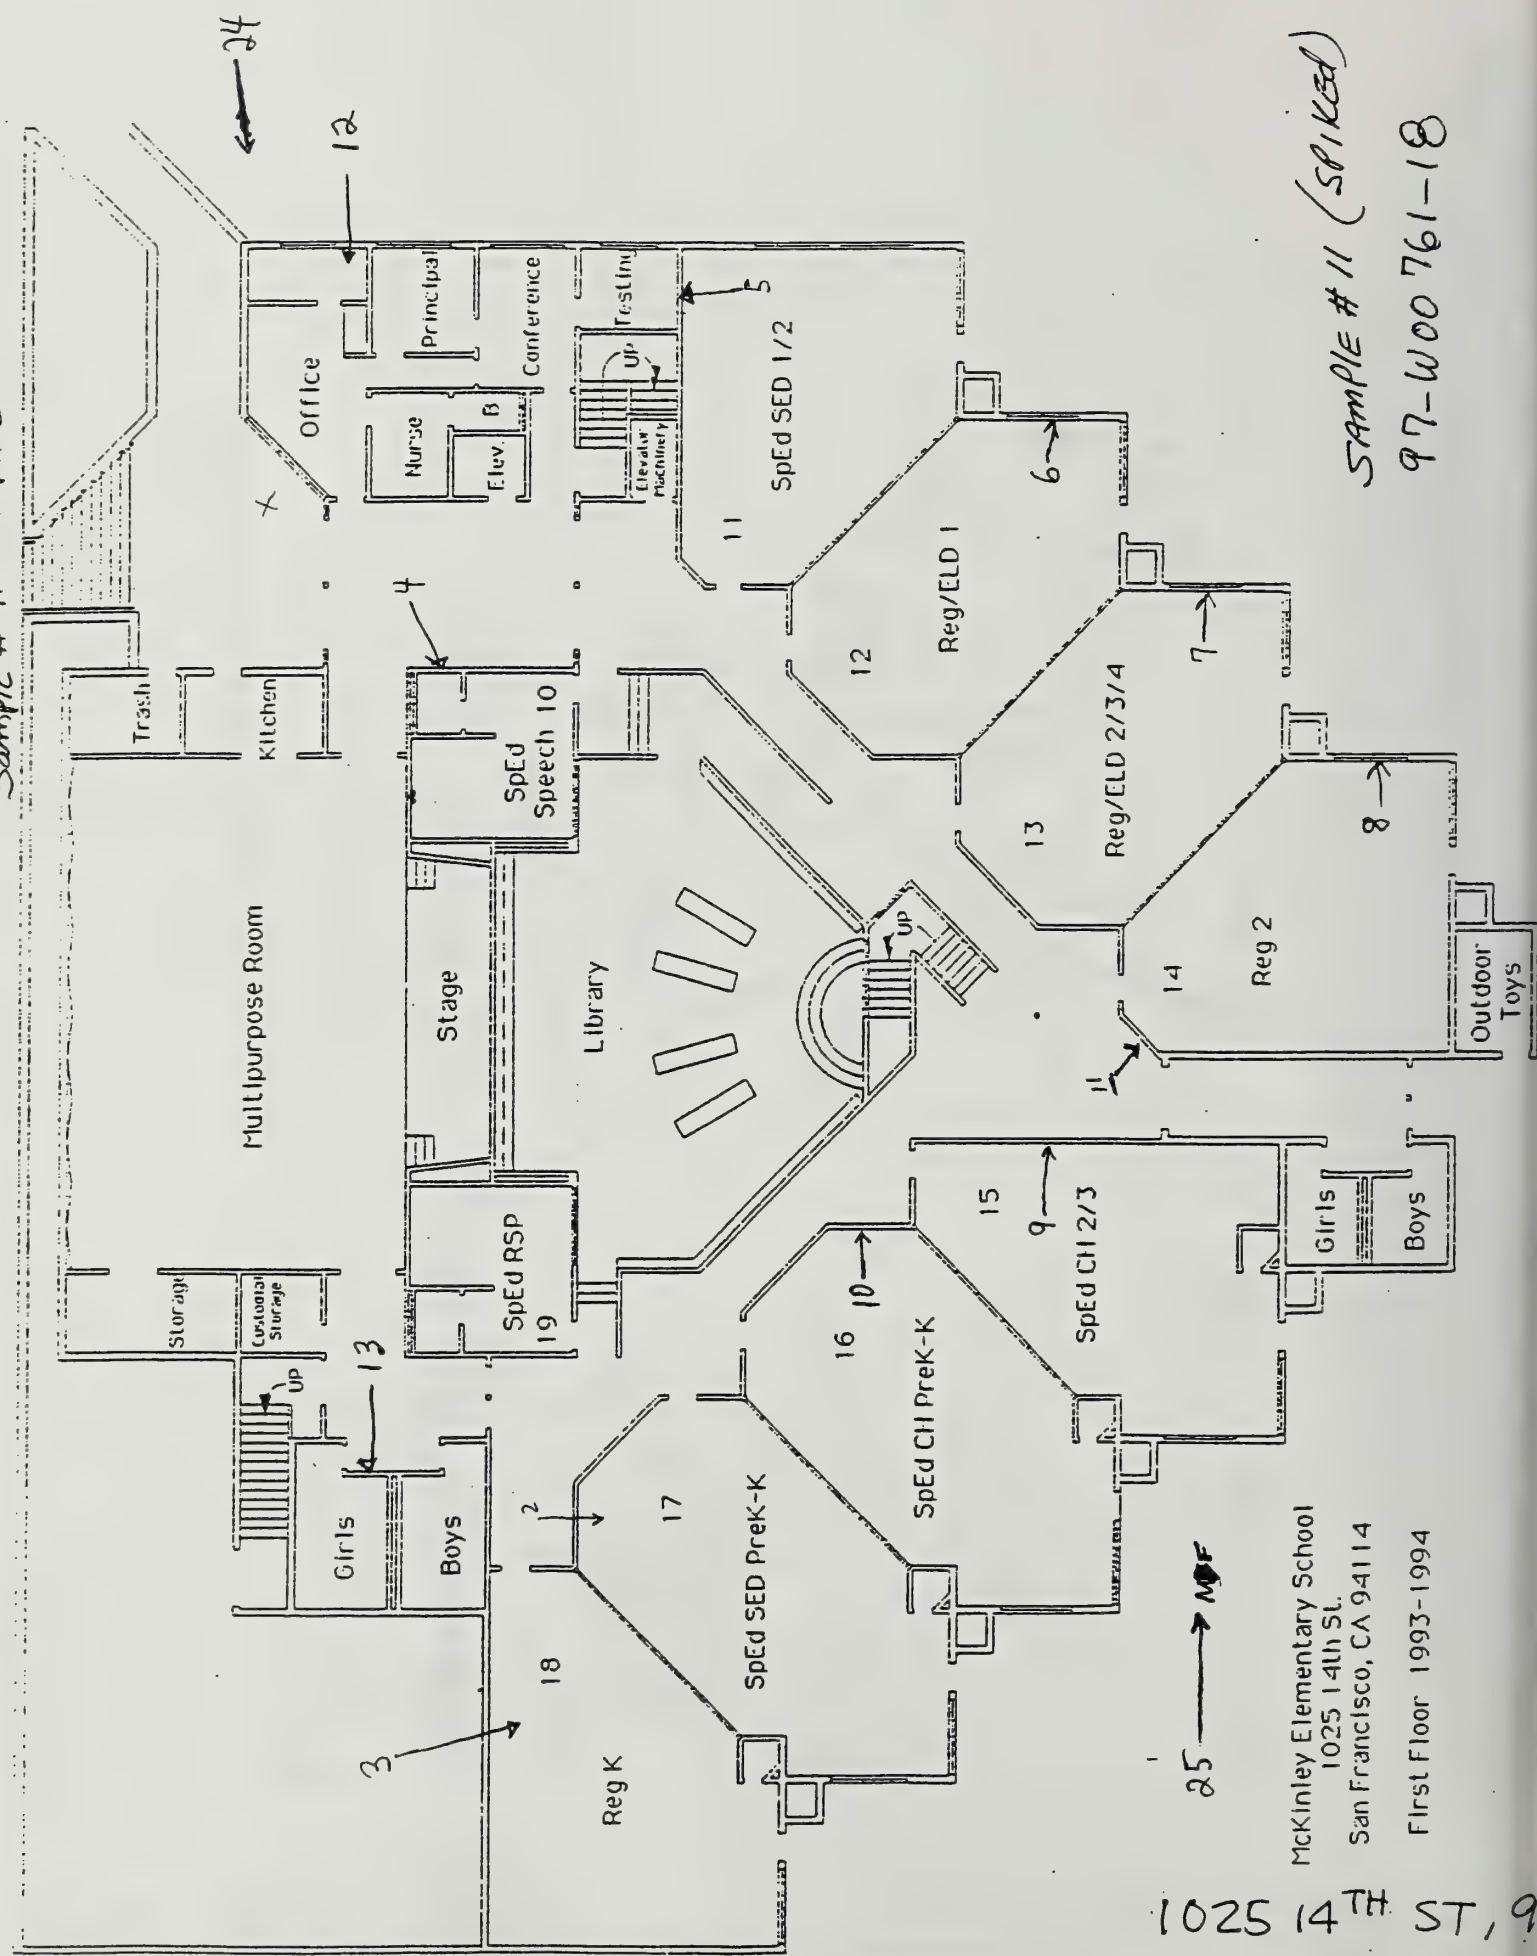 24
12
Trash
Kitchen
Office
Principal
Conference
Testing
Nurse
B
Elev.
UP
Elevator
Machinery
5
SpEd SED 1/2
11
4
Multipurpose Room
Stage
Library
SpEd
Speech 10
12
Reg/ELD 1
6
13
Reg/ELD 2/3/4
7
UP
14
Reg 2
8
11
Outdoor
Toys
Storage
Custodial
Storage
UP
13
Girls
Boys
SpEd RSP
19
15
9
SpEd CH 2/3
Girls
Boys
10
16
SpEd CH PreK-K
2
17
SpEd SED PreK-K
3
18
Reg K
25
McKinley Elementary School
1025 14th St.
San Francisco, CA 94114
First Floor 1993-1994
SAMPLE # 11 (SPIKED)
97-W00 761-18
1025 14TH ST, 9